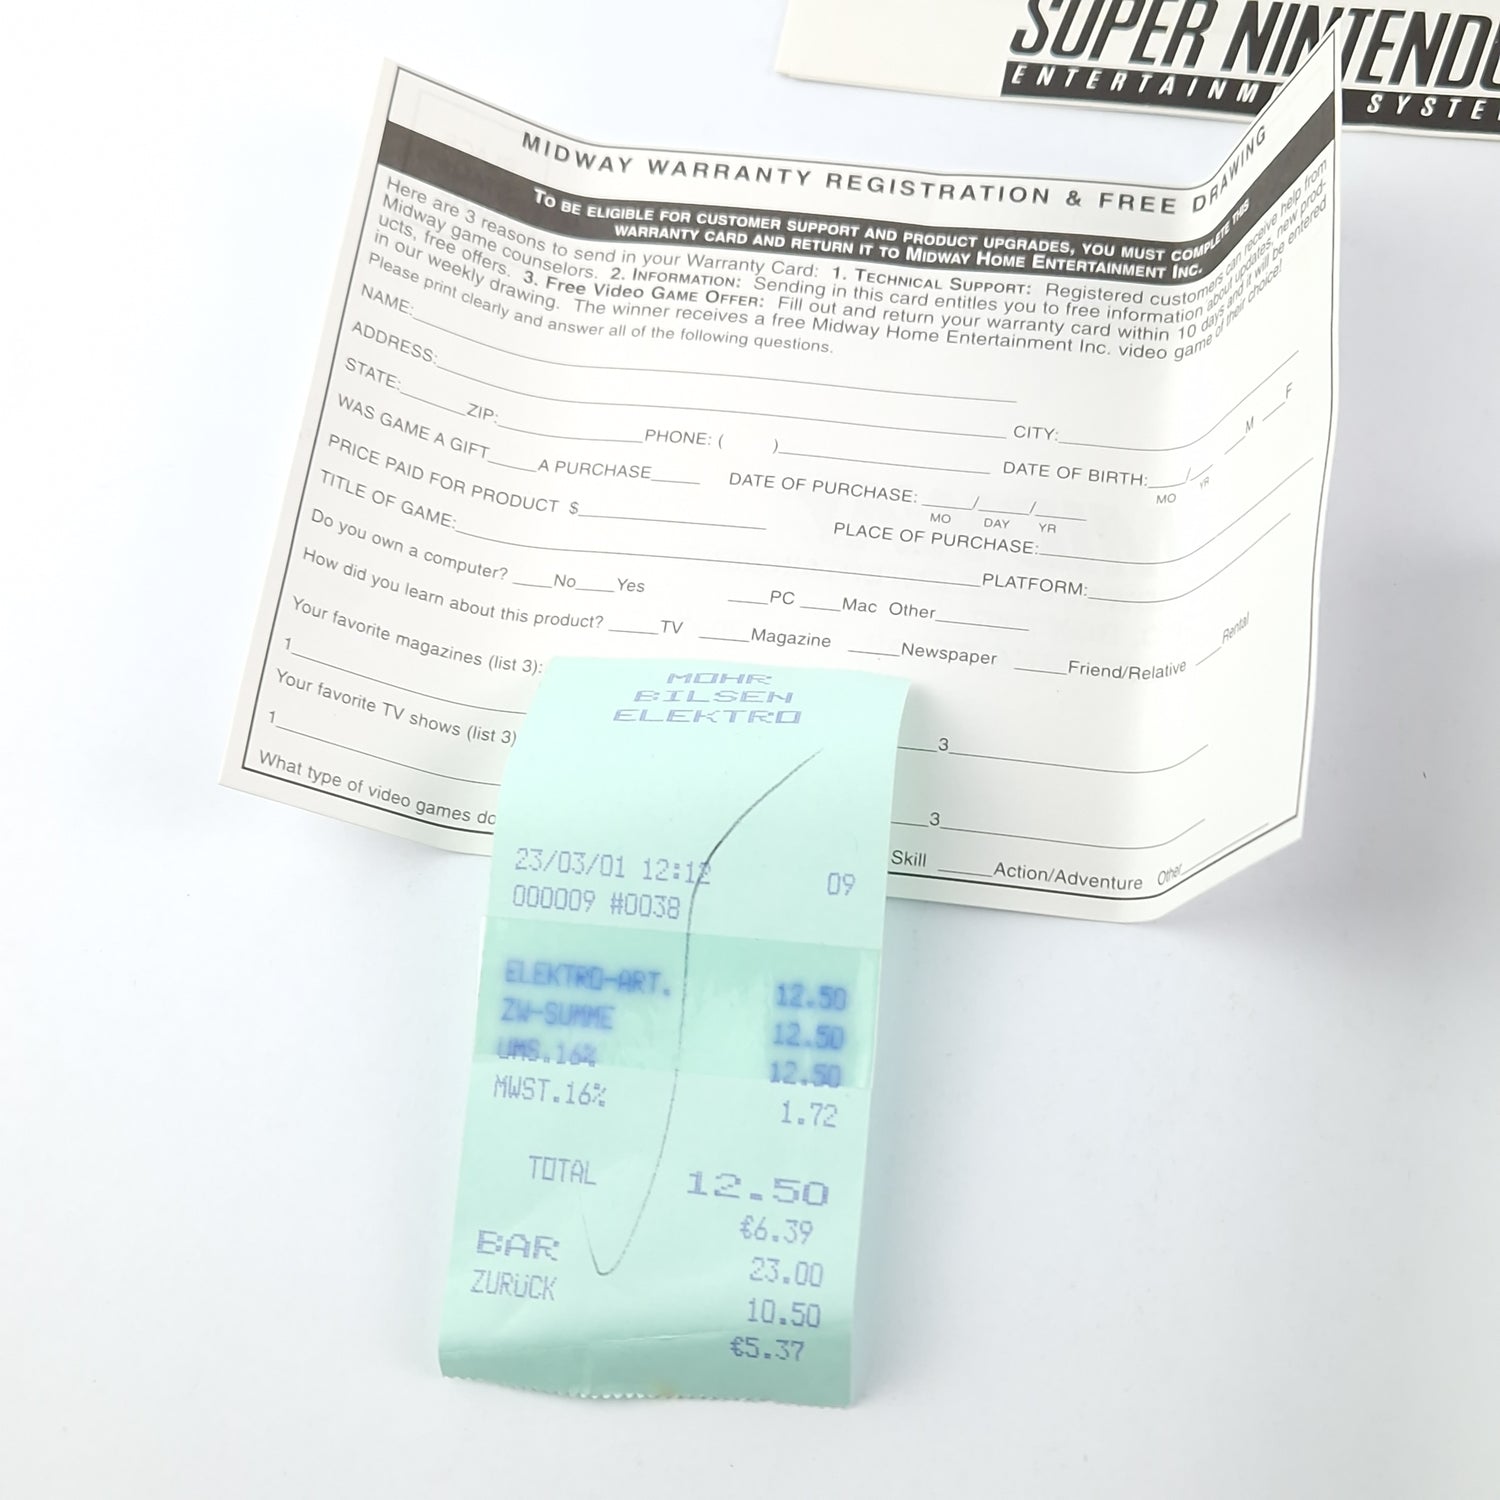 SUPER NINTENDO
ENTERTAINM SYSTE
MIDWAY WARRANTY REGISTRATION & FREE DRAWING
TO BE ELIGIBLE FOR CUSTOMER SUPPORT AND PRODUCT UPGRADES, YOU MUST COMPLETE THIS
WARRANTY CARD AND RETURN IT TO MIDWAY HOME ENTERTAINMENT INC.
Here are 3 reasons to send in your Warranty Card: 1. TECHNICAL SUPPORT: Registered customers can receive help from
Midway game counselors. 2. INFORMATION: Sending in this card entitles you to free information about updates, new prod-
ucts, free offers. 3. FREE VIDEO GAME OFFER: Fill out and return your warranty card within 10 days and it will be entered
in our weekly drawing. The winner receives a free Midway Home Entertainment Inc. video game of their choice!
Please print clearly and answer all of the following questions.
NAME:
ADDRESS: CITY:
STATE: ZIP: PHONE: ( ) DATE OF BIRTH: / M F
MO YR
WAS GAME A GIFT A PURCHASE DATE OF PURCHASE: / /
MO DAY YR
PRICE PAID FOR PRODUCT $ PLACE OF PURCHASE:
TITLE OF GAME: PLATFORM:
Do you own a computer? No Yes PC Mac Other
How did you learn about this product? TV Magazine Newspaper Friend/Relative Rental
Your favorite magazines (list 3):
1 3
Your favorite TV shows (list 3)
1 3
What type of video games do Skill Action/Adventure Other
MOHR
BILSEN
ELEKTRO
23/03/01 12:12 09
000009 #0038
ELEKTRO-ART. 12.50
ZW-SUMME 12.50
UMS.16% 12.50
MWST.16% 1.72
TOTAL 12.50
€6.39
BAR 23.00
ZURÜCK 10.50
€5.37